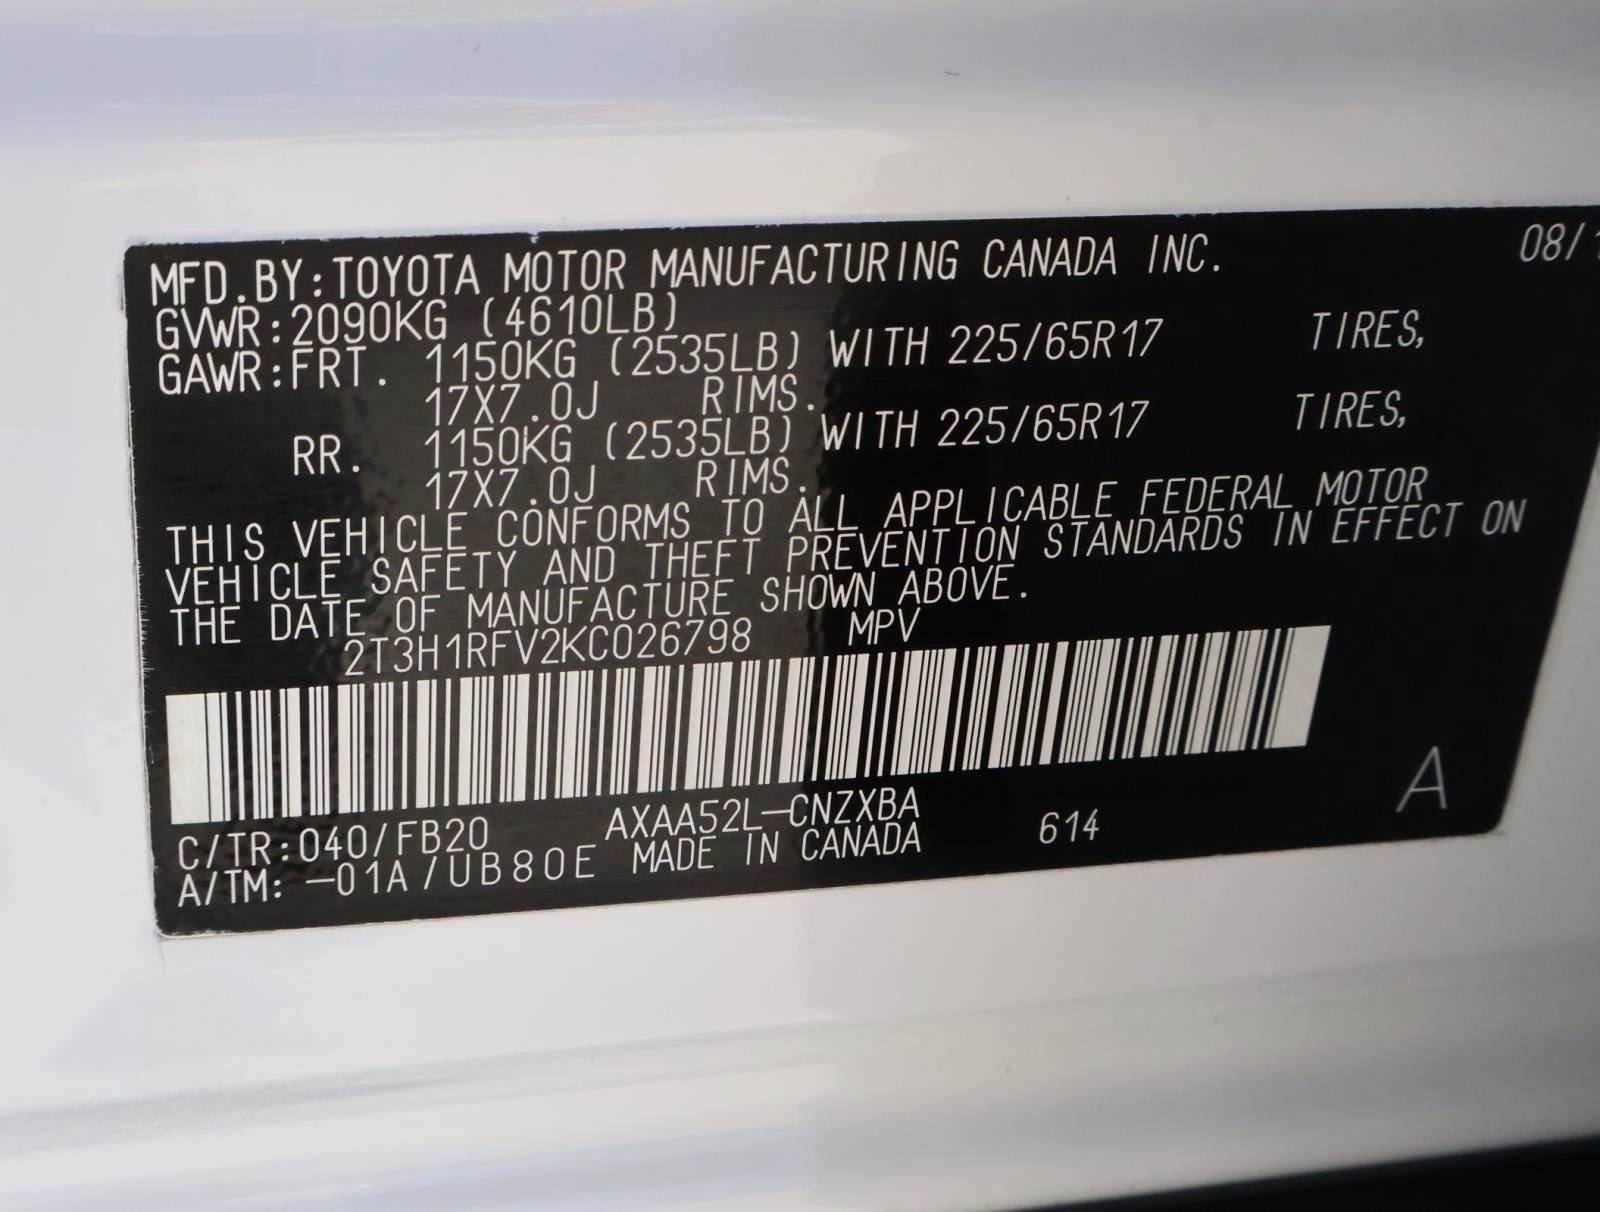 MFD.BY:TOYOTA MOTOR MANUFACTURING CANADA INC. 08/1
GVWR:2090KG (4610LB)
GAWR:FRT. 1150KG (2535LB) WITH 225/65R17 TIRES,
17X7.0J RIMS.
RR. 1150KG (2535LB) WITH 225/65R17 TIRES,
17X7.0J RIMS.
THIS VEHICLE CONFORMS TO ALL APPLICABLE FEDERAL MOTOR
VEHICLE SAFETY AND THEFT PREVENTION STANDARDS IN EFFECT ON
THE DATE OF MANUFACTURE SHOWN ABOVE.
2T3H1RFV2KC026798 MPV
A
C/TR:040/FB20 AXAA52L-CNZXBA 614
A/TM: -01A/UB80E MADE IN CANADA